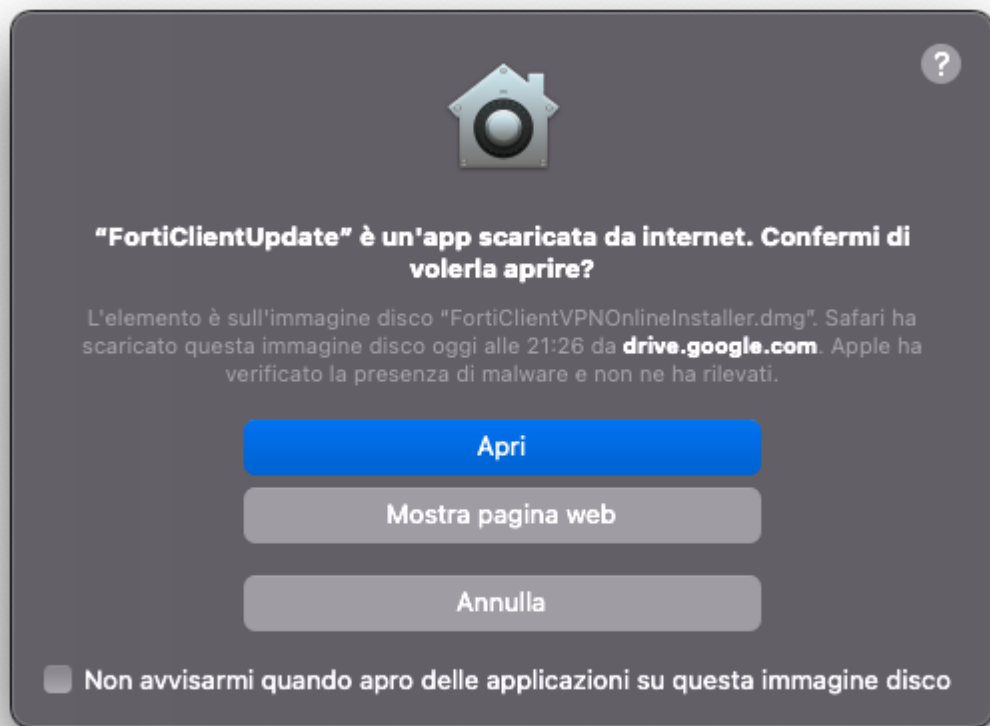 ?
“FortiClientUpdate” è un'app scaricata da internet. Confermi di
volerla aprire?
L'elemento è sull'immagine disco “FortiClientVPNOnlineInstaller.dmg”. Safari ha
scaricato questa immagine disco oggi alle 21:26 da drive.google.com. Apple ha
verificato la presenza di malware e non ne ha rilevati.
Apri
Mostra pagina web
Annulla
Non avvisarmi quando apro delle applicazioni su questa immagine disco